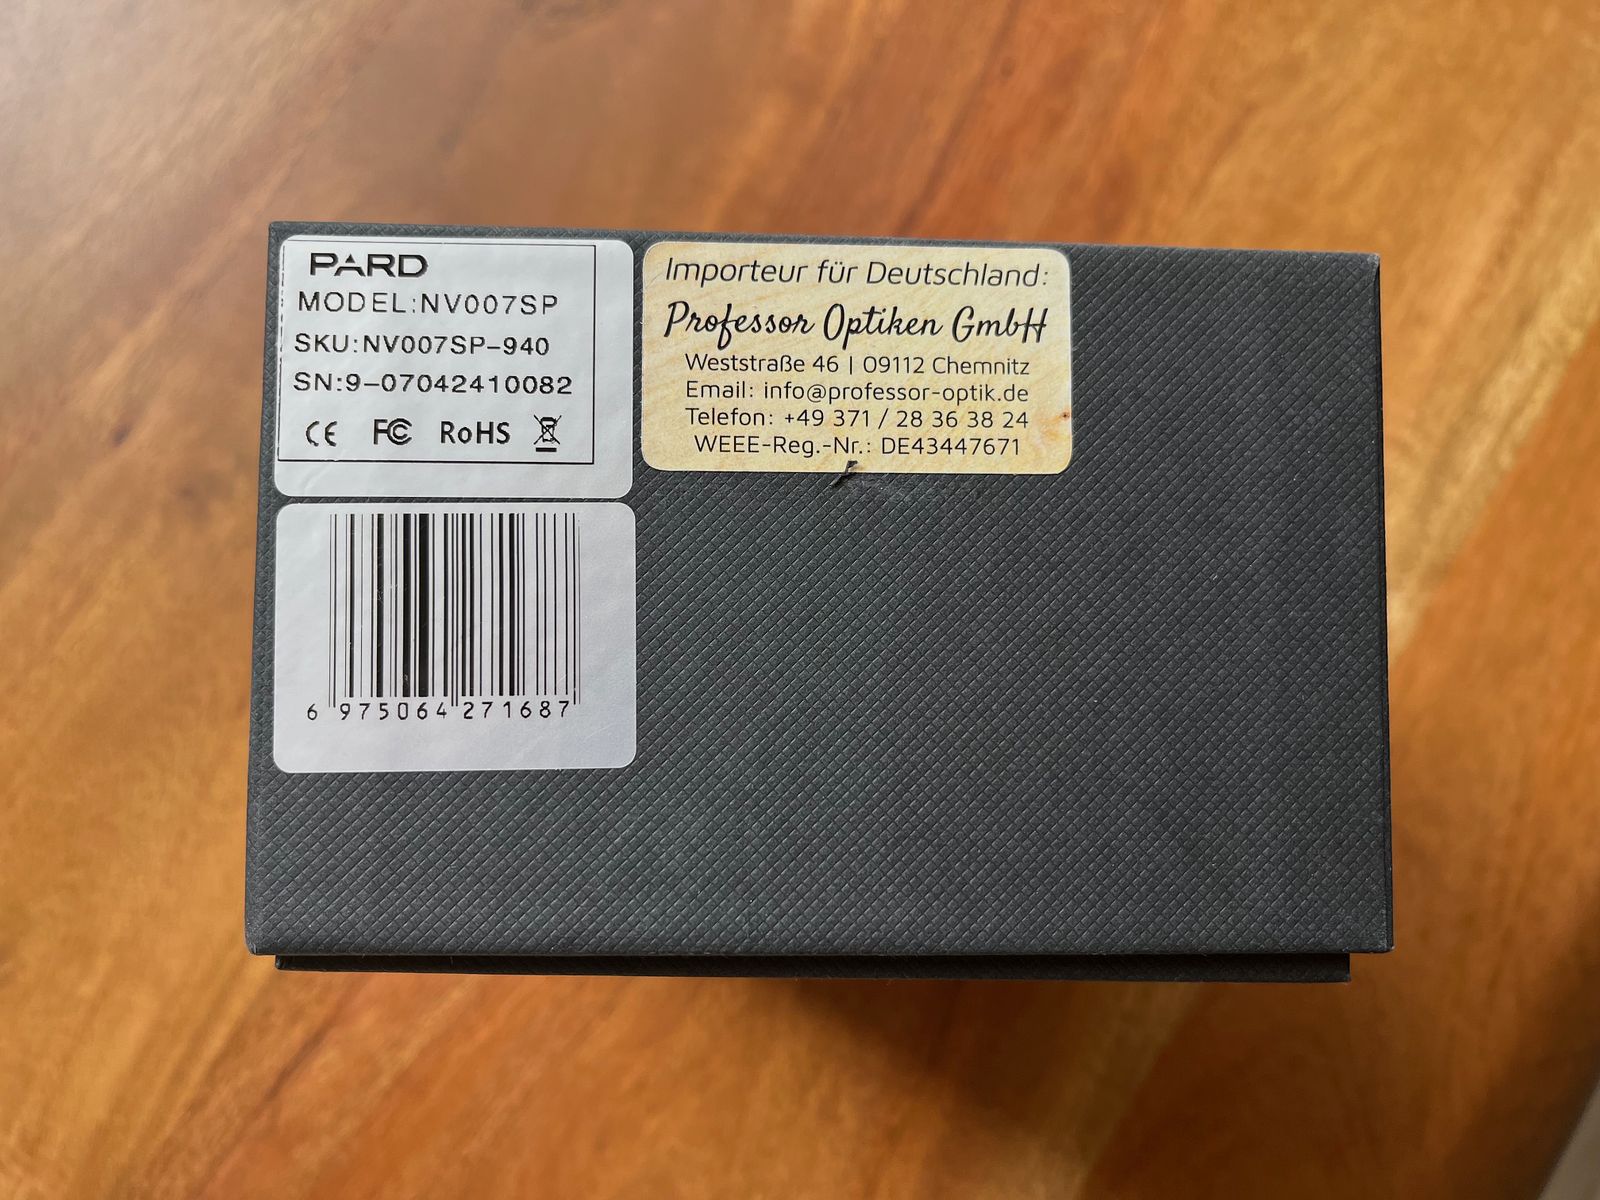 PARD
MODEL:NV007SP
SKU:NV007SP-940
SN:9-07042410082
CE FC RoHS
6 975064 271687
Importeur für Deutschland:
Professor Optiken GmbH
Weststraße 46 | 09112 Chemnitz
Email: info@professor-optik.de
Telefon: +49 371 / 28 36 38 24
WEEE-Reg.-Nr.: DE43447671